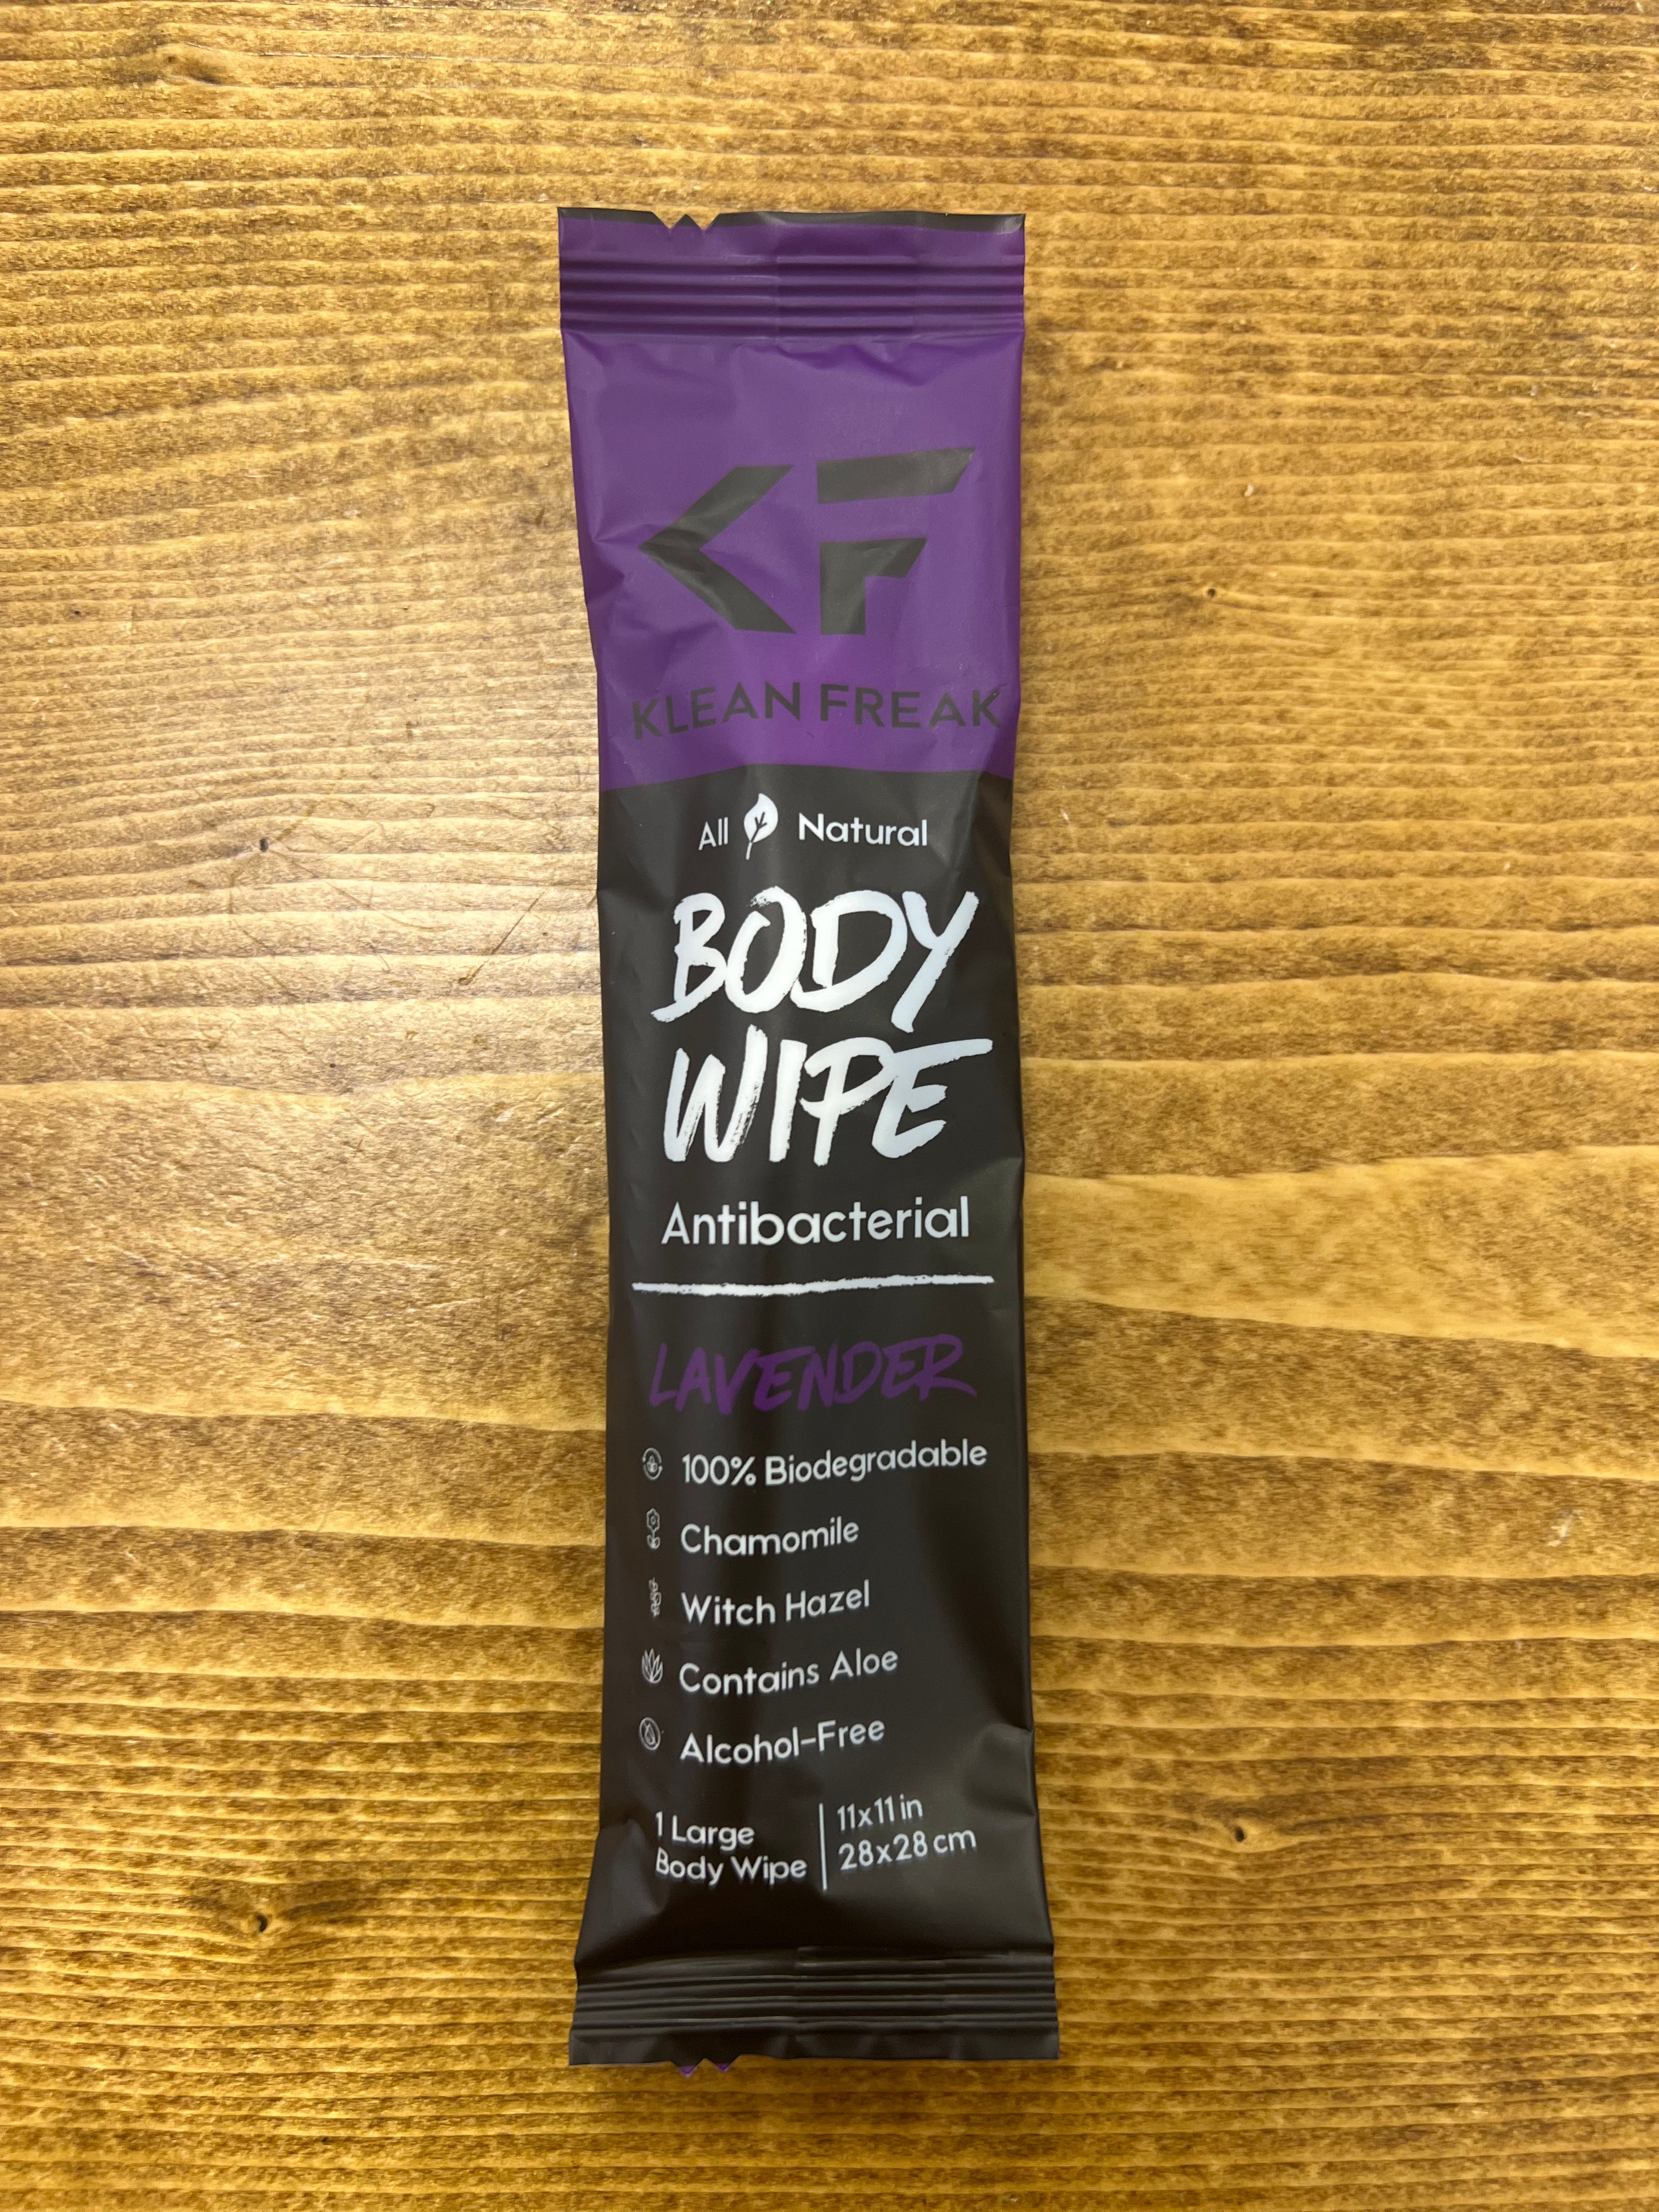 KF
KLEAN FREAK
All Natural
BODY
WIPE
Antibacterial
LAVENDER
100% Biodegradable
Chamomile
Witch Hazel
Contains Aloe
Alcohol-Free
1 Large
Body Wipe
11x11 in
28x28 cm